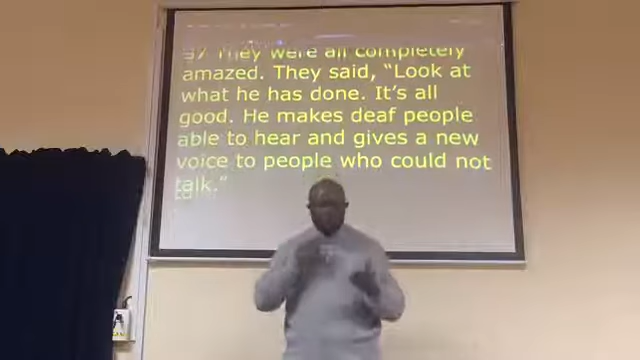 37 They were all completely
amazed. They said, “Look at
what he has done. It’s all
good. He makes deaf people
able to hear and gives a new
voice to people who could not
talk.”